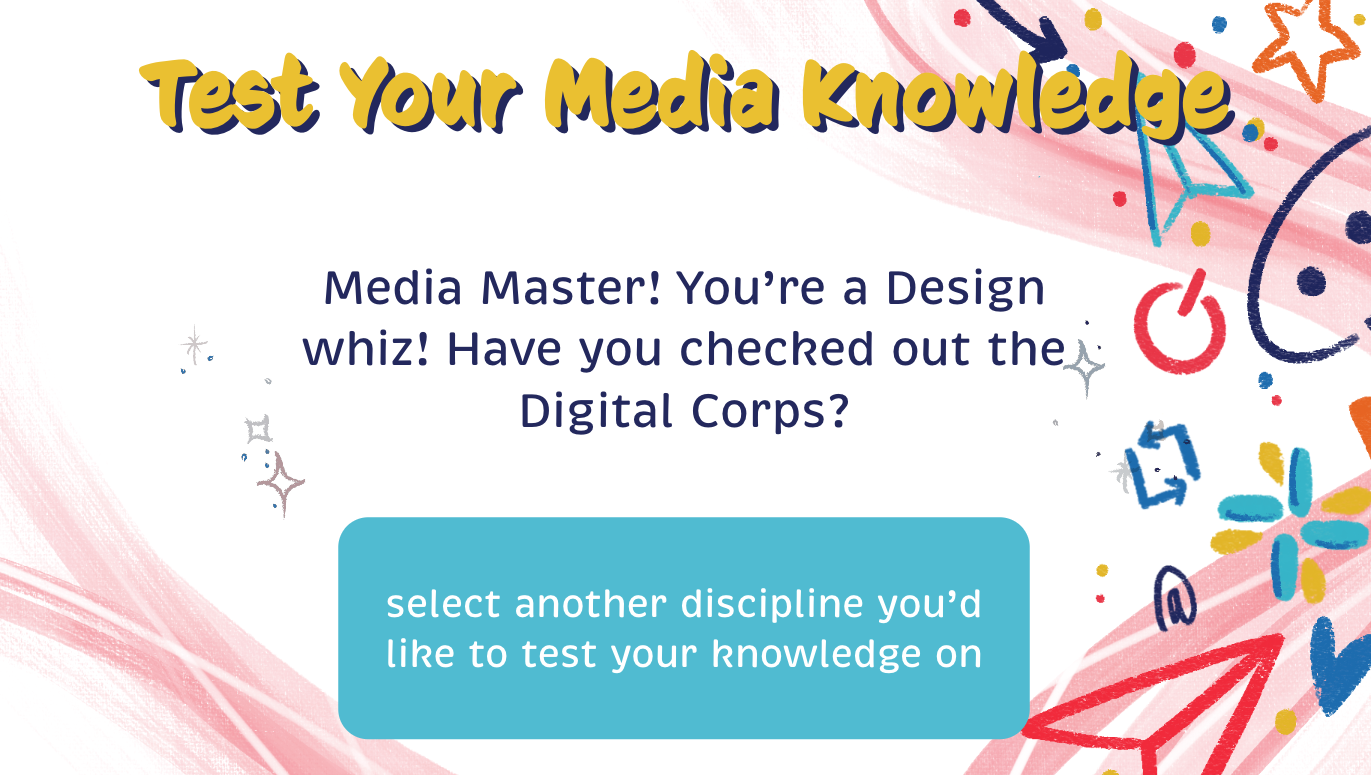 Test Your Media Knowledge
Media Master! You’re a Design
whiz! Have you checked out the
Digital Corps?
@
select another discipline you’d
like to test your knowledge on